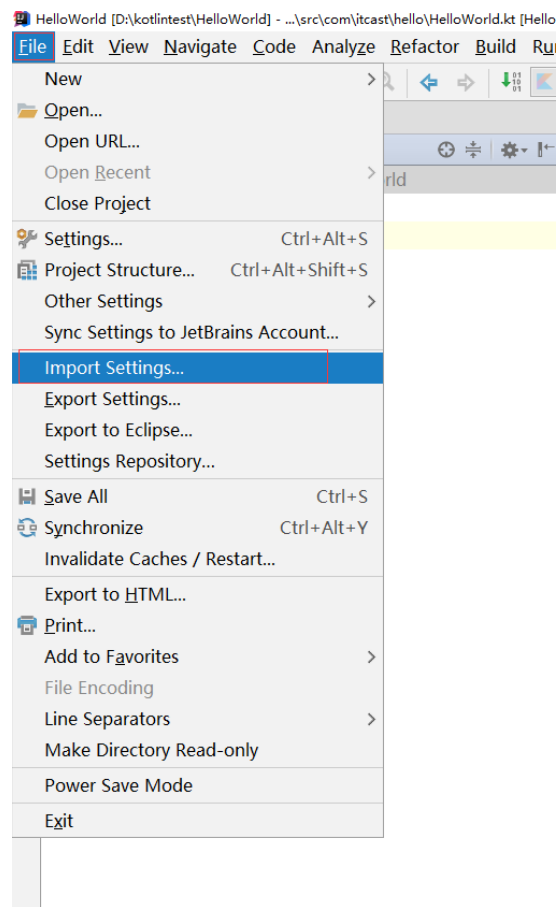 HelloWorld [D:\kotlintest\HelloWorld] - ...\src\com\itcast\hello\HelloWorld.kt [Hello
File Edit View Navigate Code Analyze Refactor Build Ru
New
Open...
Open URL...
Open Recent
rld
Close Project
Settings... Ctrl+Alt+S
Project Structure... Ctrl+Alt+Shift+S
Other Settings
Sync Settings to JetBrains Account...
Import Settings...
Export Settings...
Export to Eclipse...
Settings Repository...
Save All Ctrl+S
Synchronize Ctrl+Alt+Y
Invalidate Caches / Restart...
Export to HTML...
Print...
Add to Favorites
File Encoding
Line Separators
Make Directory Read-only
Power Save Mode
Exit